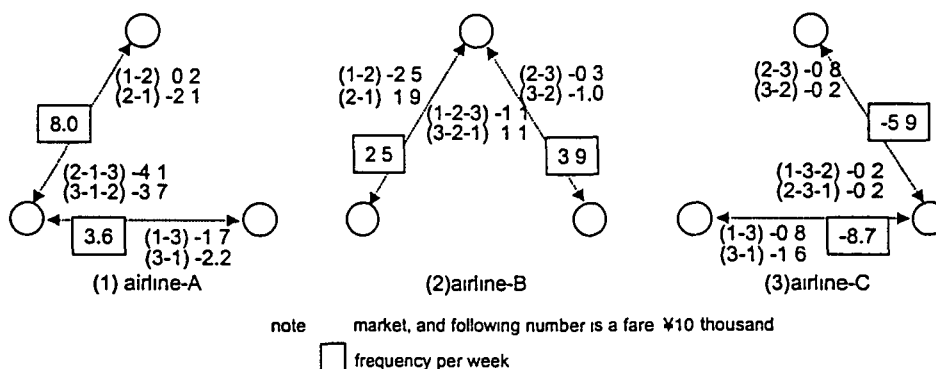 (1-2) 0 2
(2-1) -2 1
8.0
(2-1-3) -4 1
(3-1-2) -3 7
3.6
(1-3) -1 7
(3-1) -2.2
(1) airline-A
(1-2) -2 5
(2-1) 1 9
(2-3) -0 3
(3-2) -1.0
(1-2-3) -1 1
(3-2-1) 1 1
2 5
3 9
(2)airline-B
(2-3) -0 8
(3-2) -0 2
-5 9
(1-3-2) -0 2
(2-3-1) -0 2
(1-3) -0 8
(3-1) -1 6
-8.7
(3)airline-C
note market, and following number is a fare ¥10 thousand
frequency per week